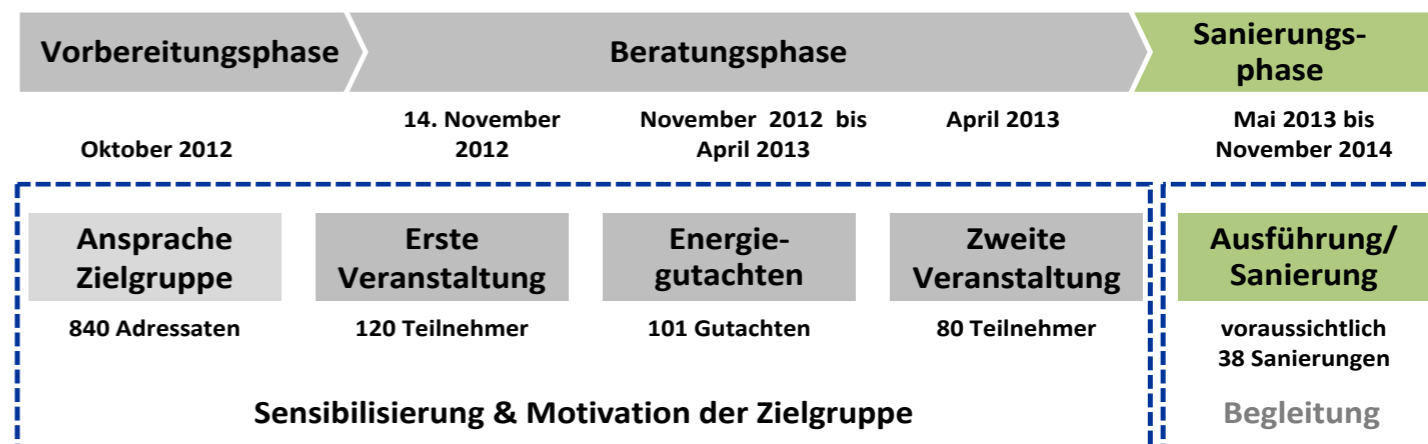 Vorbereitungsphase
Beratungsphase
Sanierungs-
phase
Oktober 2012
14. November
2012
November 2012 bis
April 2013
April 2013
Mai 2013 bis
November 2014
Ansprache
Zielgruppe
Erste
Veranstaltung
Energie-
gutachten
Zweite
Veranstaltung
Ausführung/
Sanierung
840 Adressaten
120 Teilnehmer
101 Gutachten
80 Teilnehmer
voraussichtlich
38 Sanierungen
Sensibilisierung & Motivation der Zielgruppe
Begleitung